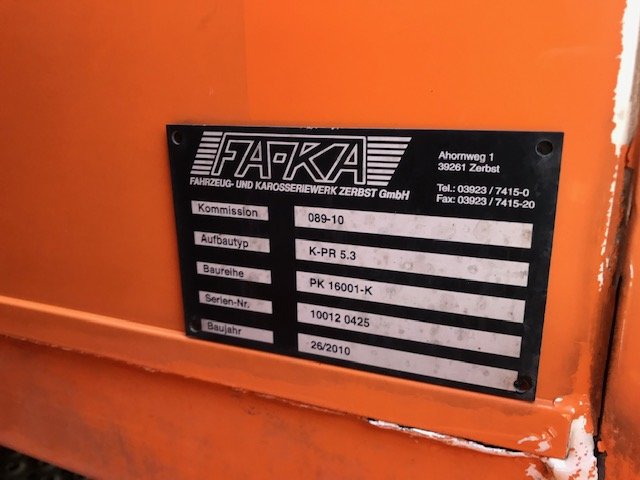 FA-KA
FAHRZEUG- UND KAROSSERIEWERK ZERBST GmbH
Ahornweg 1
39261 Zerbst
Tel.: 03923 / 7415-0
Fax: 03923 / 7415-20
Kommission 089-10
Aufbautyp K-PR 5.3
Baureihe PK 16001-K
Serien-Nr. 10012 0425
Baujahr 26/2010